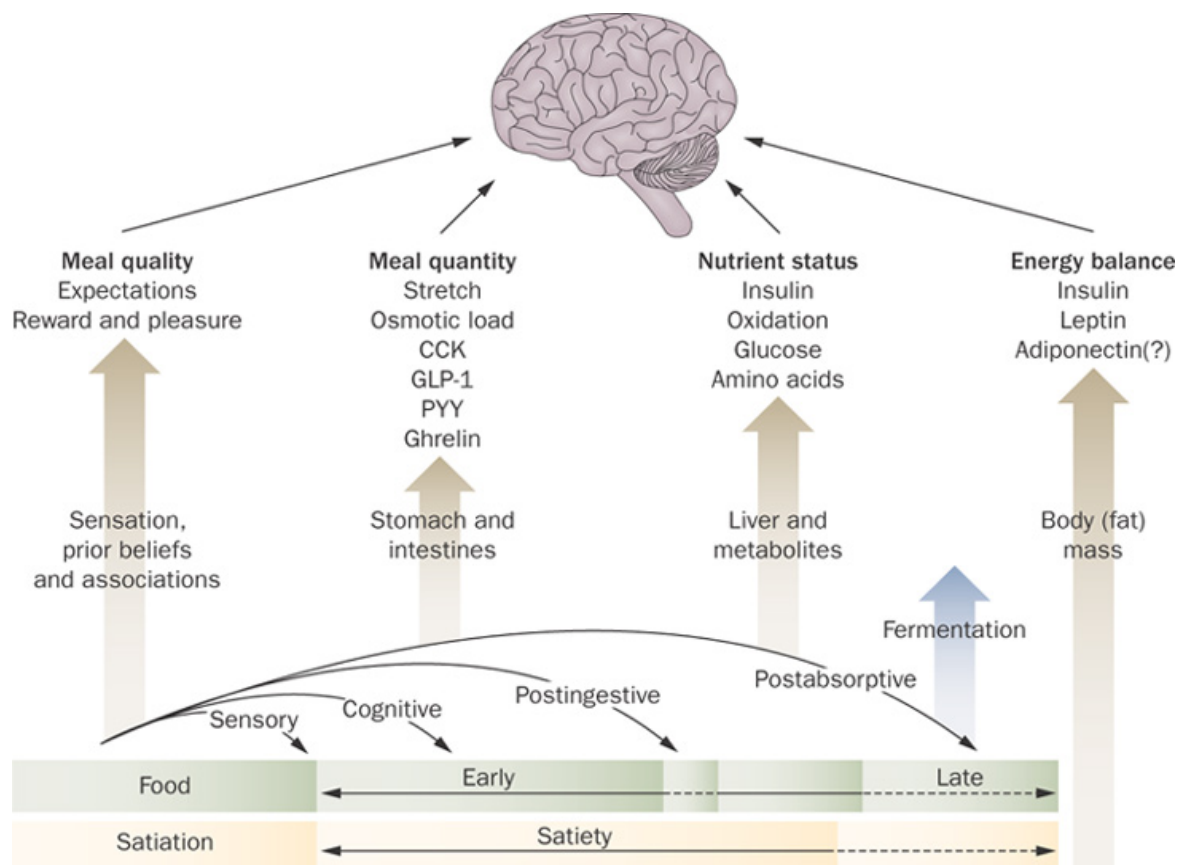 Meal quality
Expectations
Reward and pleasure
Meal quantity
Stretch
Osmotic load
CCK
GLP-1
PYY
Ghrelin
Nutrient status
Insulin
Oxidation
Glucose
Amino acids
Energy balance
Insulin
Leptin
Adiponectin(?)
Sensation,
prior beliefs
and associations
Stomach and
intestines
Liver and
metabolites
Body (fat)
mass
Fermentation
Sensory
Cognitive
Postingestive
Postabsorptive
Food
Early
Late
Satiation
Satiety